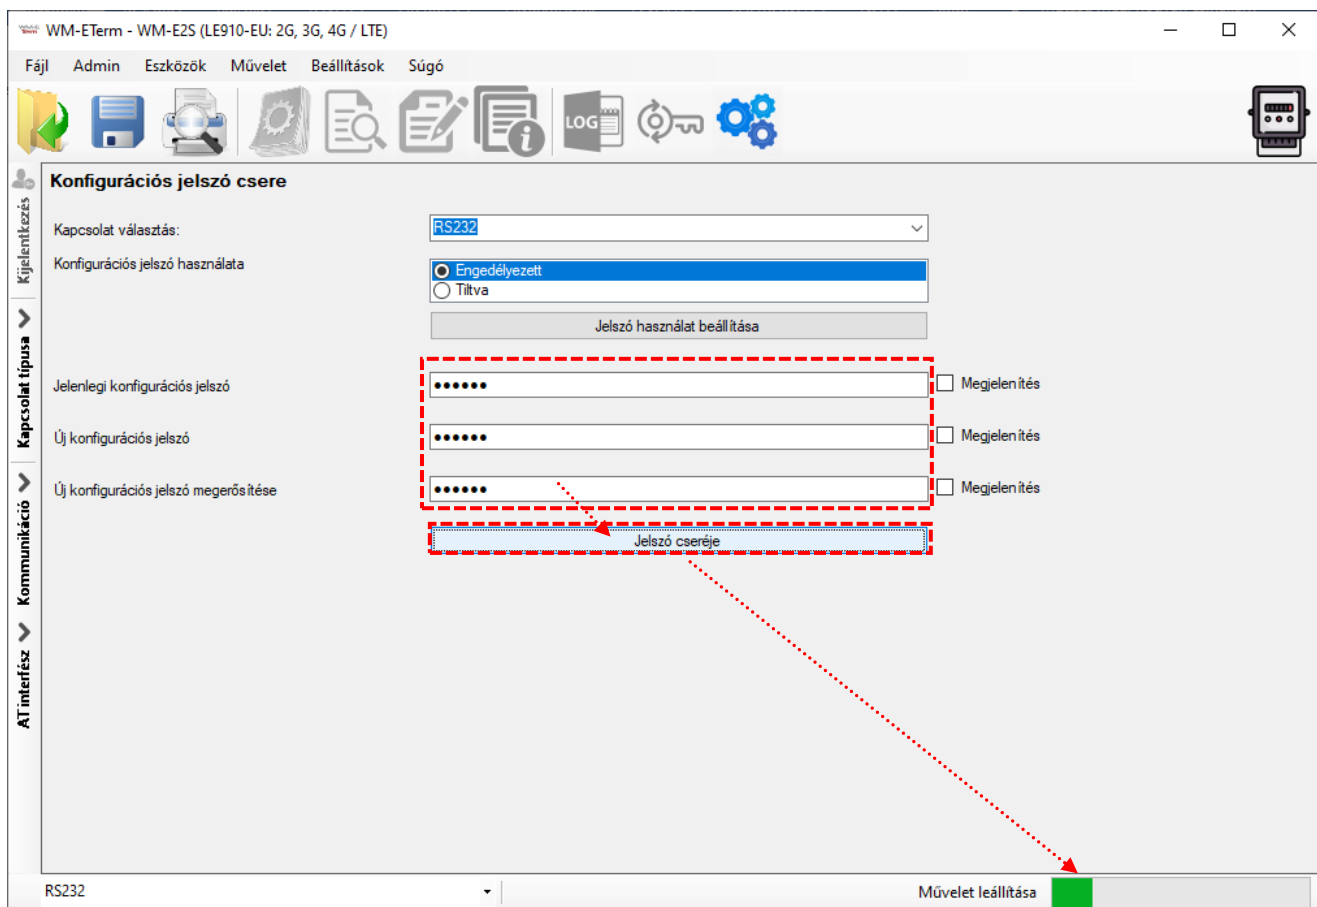 WM-ETerm - WM-E2S (LE910-EU: 2G, 3G, 4G / LTE)
Fájl Admin Eszközök Művelet Beállítások Súgó
LOG
Kijelentkezés
Kapcsolat típusa
Kommunikáció
AT interfész
Konfigurációs jelszó csere
Kapcsolat választás: RS232
Konfigurációs jelszó használata
Engedélyezett
Tiltva
Jelszó használat beállítása
Jelenlegi konfigurációs jelszó •••••• Megjelenítés
Új konfigurációs jelszó •••••• Megjelenítés
Új konfigurációs jelszó megerősítése •••••• Megjelenítés
Jelszó cseréje
RS232 Művelet leállítása